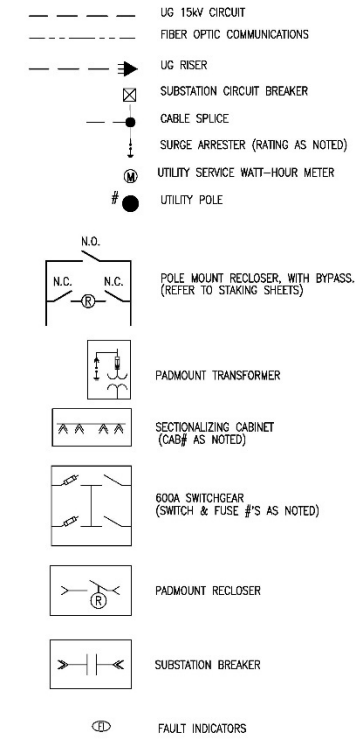 UG 15kV CIRCUIT
FIBER OPTIC COMMUNICATIONS
UG RISER
SUBSTATION CIRCUIT BREAKER
CABLE SPLICE
SURGE ARRESTER (RATING AS NOTED)
M UTILITY SERVICE WATT-HOUR METER
# UTILITY POLE
N.O.
N.C. N.C.
R
POLE MOUNT RECLOSER, WITH BYPASS.
(REFER TO STAKING SHEETS)
PADMOUNT TRANSFORMER
SECTIONALIZING CABINET
(CAB# AS NOTED)
600A SWITCHGEAR
(SWITCH & FUSE #'S AS NOTED)
PADMOUNT RECLOSER
R
SUBSTATION BREAKER
FI FAULT INDICATORS